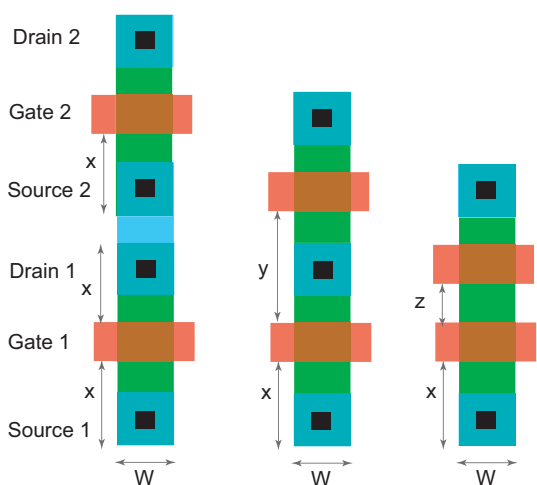 Drain 2
Gate 2
x
Source 2
Drain 1
x
Gate 1
x
Source 1
W
y
x
W
z
x
W